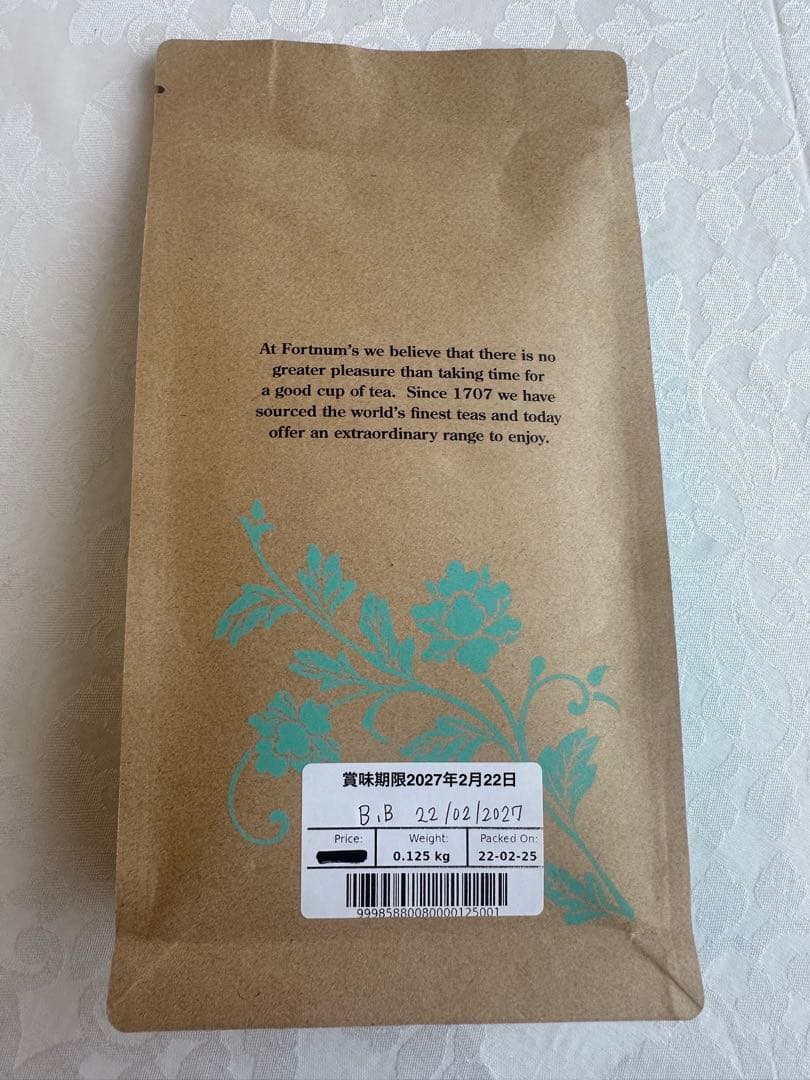 At Fortnum's we believe that there is no
greater pleasure than taking time for
a good cup of tea. Since 1707 we have
sourced the world's finest teas and today
offer an extraordinary range to enjoy.
賞味期限2027年2月22日
B.B 22/02/2027
Price: Weight: Packed On:
0.125 kg 22-02-25
99985880080000125001